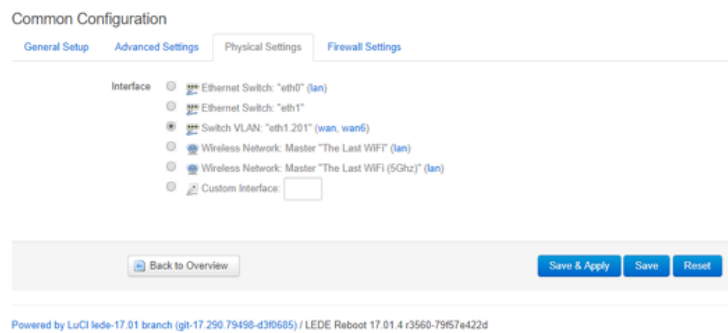 Common Configuration
General Setup Advanced Settings Physical Settings Firewall Settings
Interface Ethernet Switch: "eth0" (lan)
Ethernet Switch: "eth1"
Switch VLAN: "eth1.201" (wan, wan6)
Wireless Network: Master "The Last WiFi" (lan)
Wireless Network: Master "The Last WiFi (5Ghz)" (lan)
Custom Interface:
Back to Overview Save & Apply Save Reset
Powered by LuCI lede-17.01 branch (git-17.290.79498-d3f0685) / LEDE Reboot 17.01.4 r3560-79f57e422d